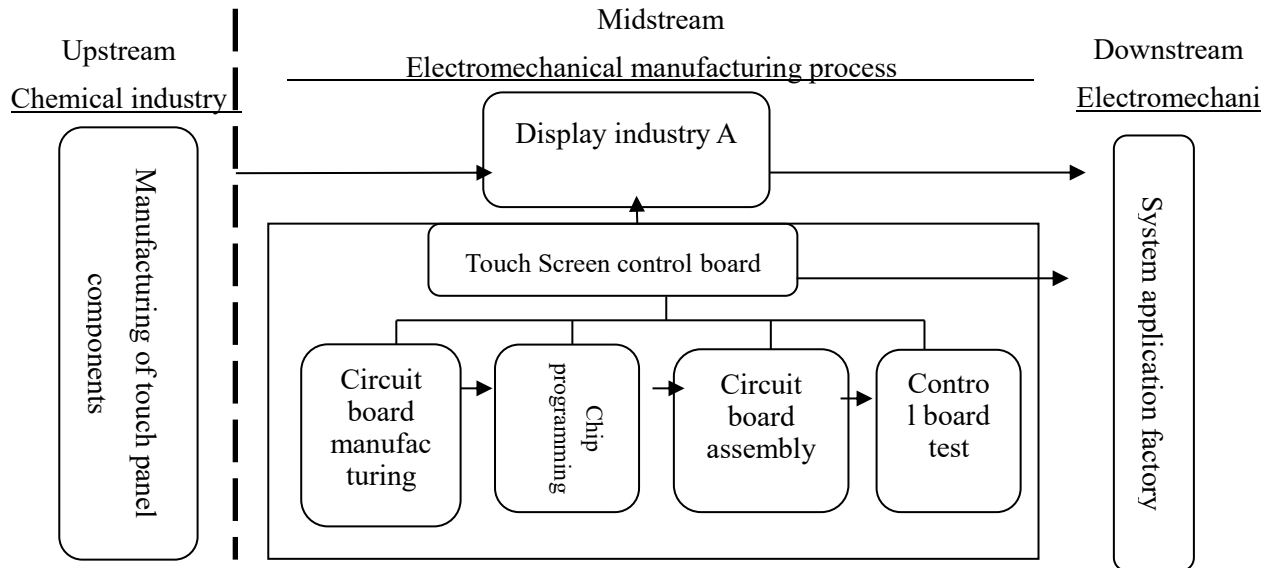 Upstream
Chemical industry
Manufacturing of touch panel
components
Midstream
Electromechanical manufacturing process
Display industry A
Touch Screen control board
Circuit
board
manufac
turing
Chip
programming
Circuit
board
assembly
Contro
l board
test
Downstream
Electromechani
System application factory